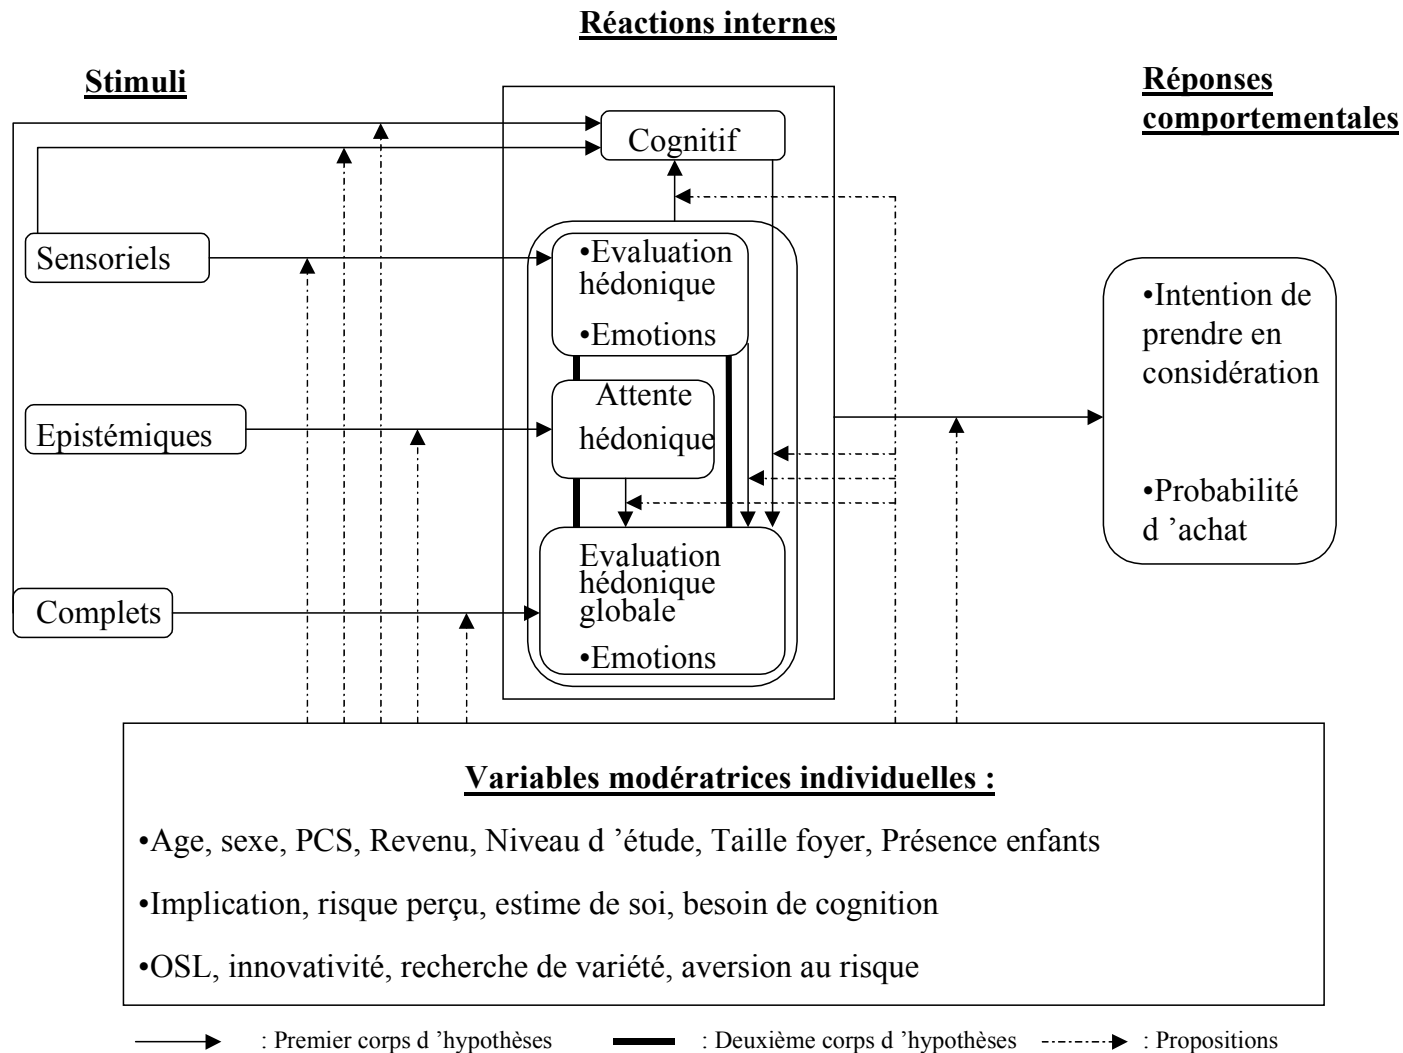 Réactions internes
Stimuli
Réponses
comportementales
Cognitif
Sensoriels
•Evaluation
hédonique
•Emotions
Attente
hédonique
Epistémiques
•Intention de
prendre en
considération
•Probabilité
d ’achat
Evaluation
hédonique
globale
•Emotions
Complets
Variables modératrices individuelles :
•Age, sexe, PCS, Revenu, Niveau d ’étude, Taille foyer, Présence enfants
•Implication, risque perçu, estime de soi, besoin de cognition
•OSL, innovativité, recherche de variété, aversion au risque
: Premier corps d ’hypothèses : Deuxième corps d ’hypothèses : Propositions